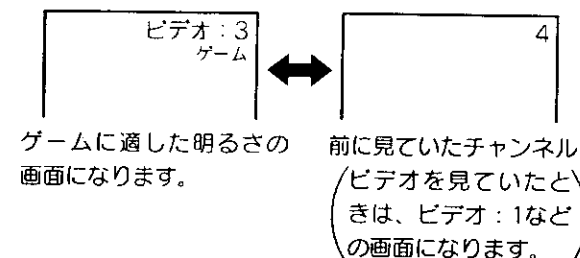 ビデオ:3
ゲーム
4
ゲームに適した明るさの
画面になります。
前に見ていたチャンネル
ビデオを見ていたと
きは、ビデオ:1など
の画面になります。